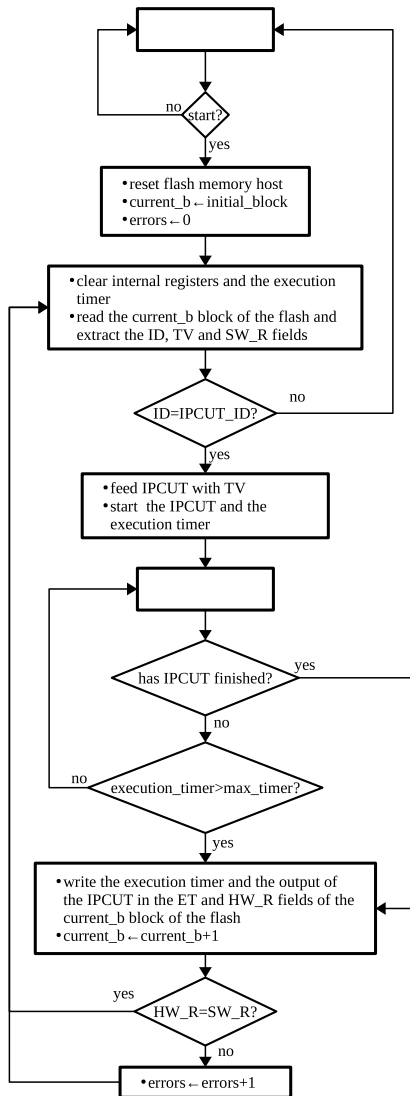 no
start?
yes
•reset flash memory host
•current_b←initial_block
•errors←0
•clear internal registers and the execution
timer
•read the current_b block of the flash and
extract the ID, TV and SW_R fields
no
ID=IPCUT_ID?
yes
•feed IPCUT with TV
•start the IPCUT and the
execution timer
yes
has IPCUT finished?
no
no
execution_timer>max_timer?
yes
•write the execution timer and the output of
the IPCUT in the ET and HW_R fields of the
current_b block of the flash
•current_b←current_b+1
yes
HW_R=SW_R?
no
•errors←errors+1